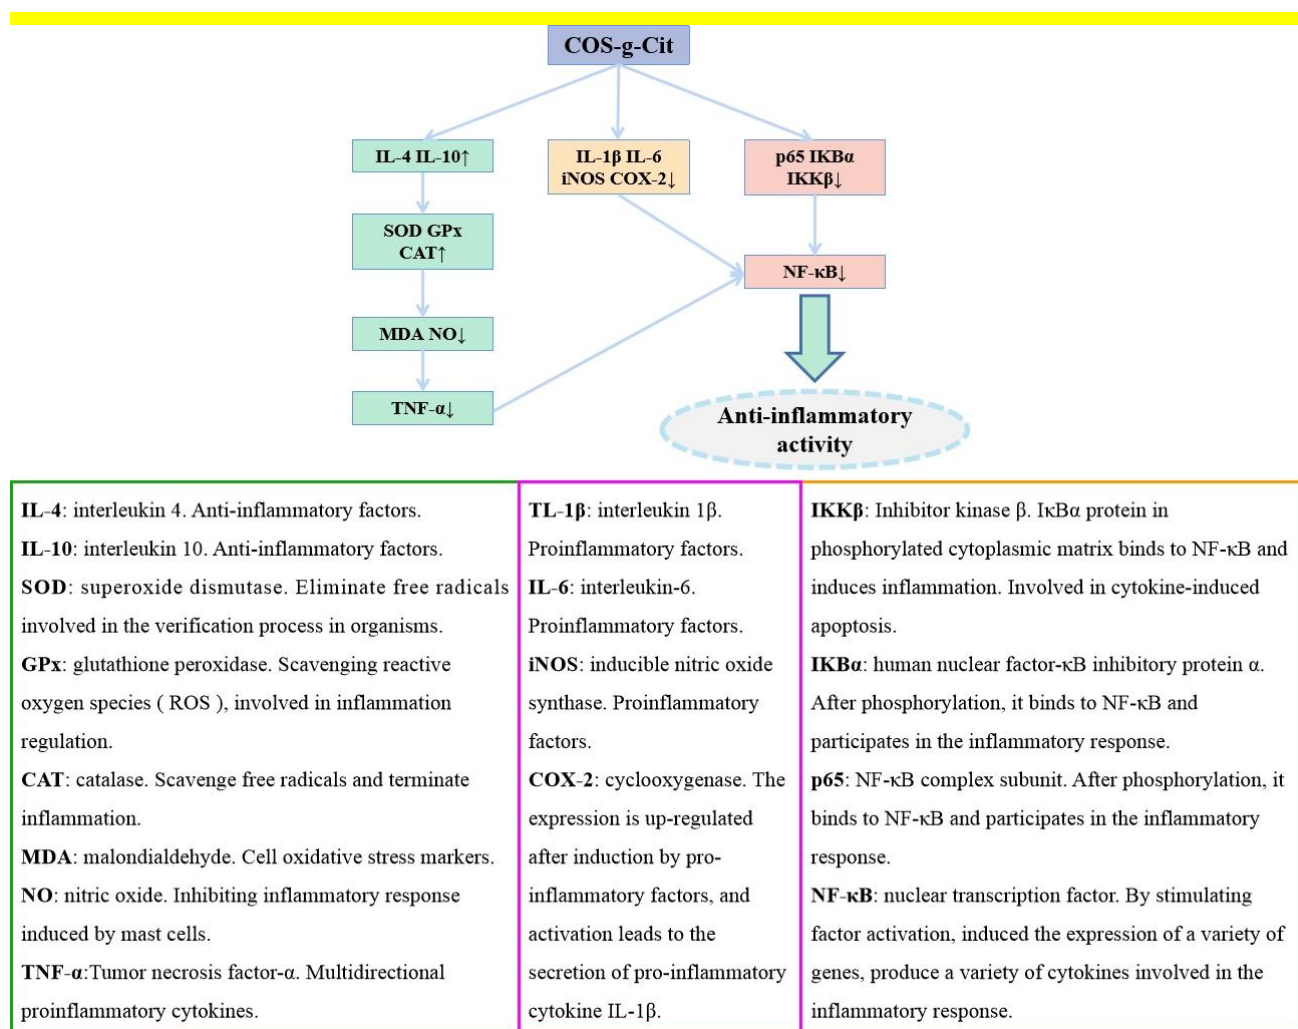 COS-g-Cit
IL-4 IL-10↑
IL-1β IL-6
iNOS COX-2↓
p65 IKBα
IKKβ↓
SOD GPx
CAT↑
NF-κB↓
MDA NO↓
TNF-α↓
Anti-inflammatory
activity
IL-4: interleukin 4. Anti-inflammatory factors.
IL-10: interleukin 10. Anti-inflammatory factors.
SOD: superoxide dismutase. Eliminate free radicals
involved in the verification process in organisms.
GPx: glutathione peroxidase. Scavenging reactive
oxygen species ( ROS ), involved in inflammation
regulation.
CAT: catalase. Scavenge free radicals and terminate
inflammation.
MDA: malondialdehyde. Cell oxidative stress markers.
NO: nitric oxide. Inhibiting inflammatory response
induced by mast cells.
TNF-α:Tumor necrosis factor-α. Multidirectional
proinflammatory cytokines.
TL-1β: interleukin 1β.
Proinflammatory factors.
IL-6: interleukin-6.
Proinflammatory factors.
iNOS: inducible nitric oxide
synthase. Proinflammatory
factors.
COX-2: cyclooxygenase. The
expression is up-regulated
after induction by pro-
inflammatory factors, and
activation leads to the
secretion of pro-inflammatory
cytokine IL-1β.
IKKβ: Inhibitor kinase β. IκBα protein in
phosphorylated cytoplasmic matrix binds to NF-κB and
induces inflammation. Involved in cytokine-induced
apoptosis.
IKBα: human nuclear factor-κB inhibitory protein α.
After phosphorylation, it binds to NF-κB and
participates in the inflammatory response.
p65: NF-κB complex subunit. After phosphorylation, it
binds to NF-κB and participates in the inflammatory
response.
NF-κB: nuclear transcription factor. By stimulating
factor activation, induced the expression of a variety of
genes, produce a variety of cytokines involved in the
inflammatory response.